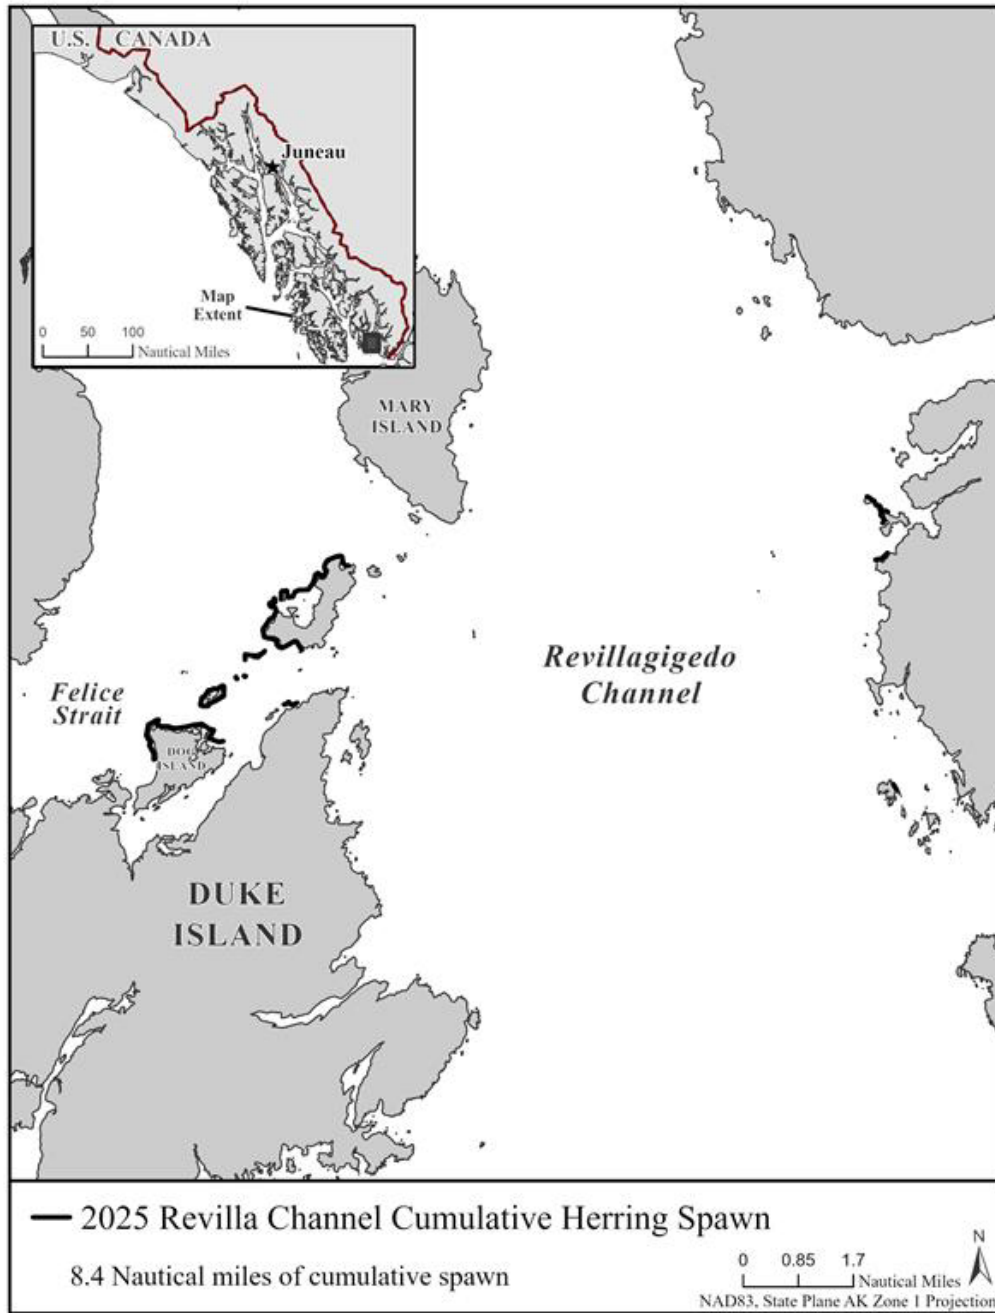 U.S. CANADA
Juneau
Map
Extent
0 50 100
Nautical Miles
MARY
ISLAND
Revillagigedo
Channel
Felice
Strait
DOG
ISLAND
DUKE
ISLAND
2025 Revilla Channel Cumulative Herring Spawn
8.4 Nautical miles of cumulative spawn
N
0 0.85 1.7
Nautical Miles
NAD83, State Plane AK Zone 1 Projection